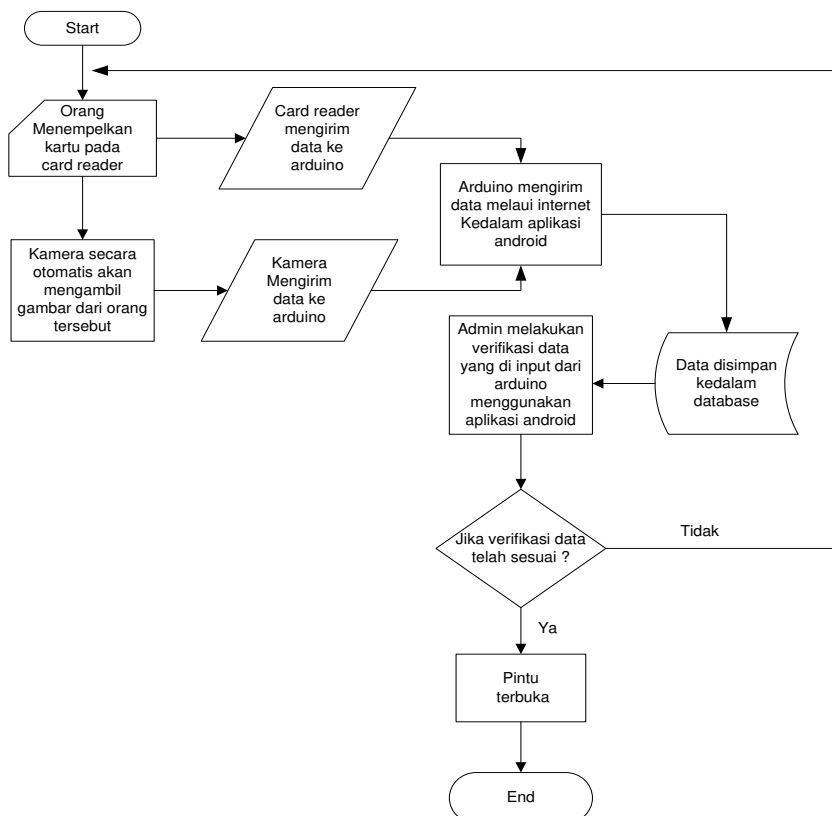 Start
Orang
Menempelkan
kartu pada
card reader
Card reader
mengirim
data ke
arduino
Arduino mengirim
data melaui internet
Kedalam aplikasi
android
Kamera secara
otomatis akan
mengambil
gambar dari orang
tersebut
Kamera
Mengirim
data ke
arduino
Admin melakukan
verifikasi data
yang di input dari
arduino
menggunakan
aplikasi android
Data disimpan
kedalam
database
Jika verifikasi data
telah sesuai ?
Tidak
Ya
Pintu
terbuka
End